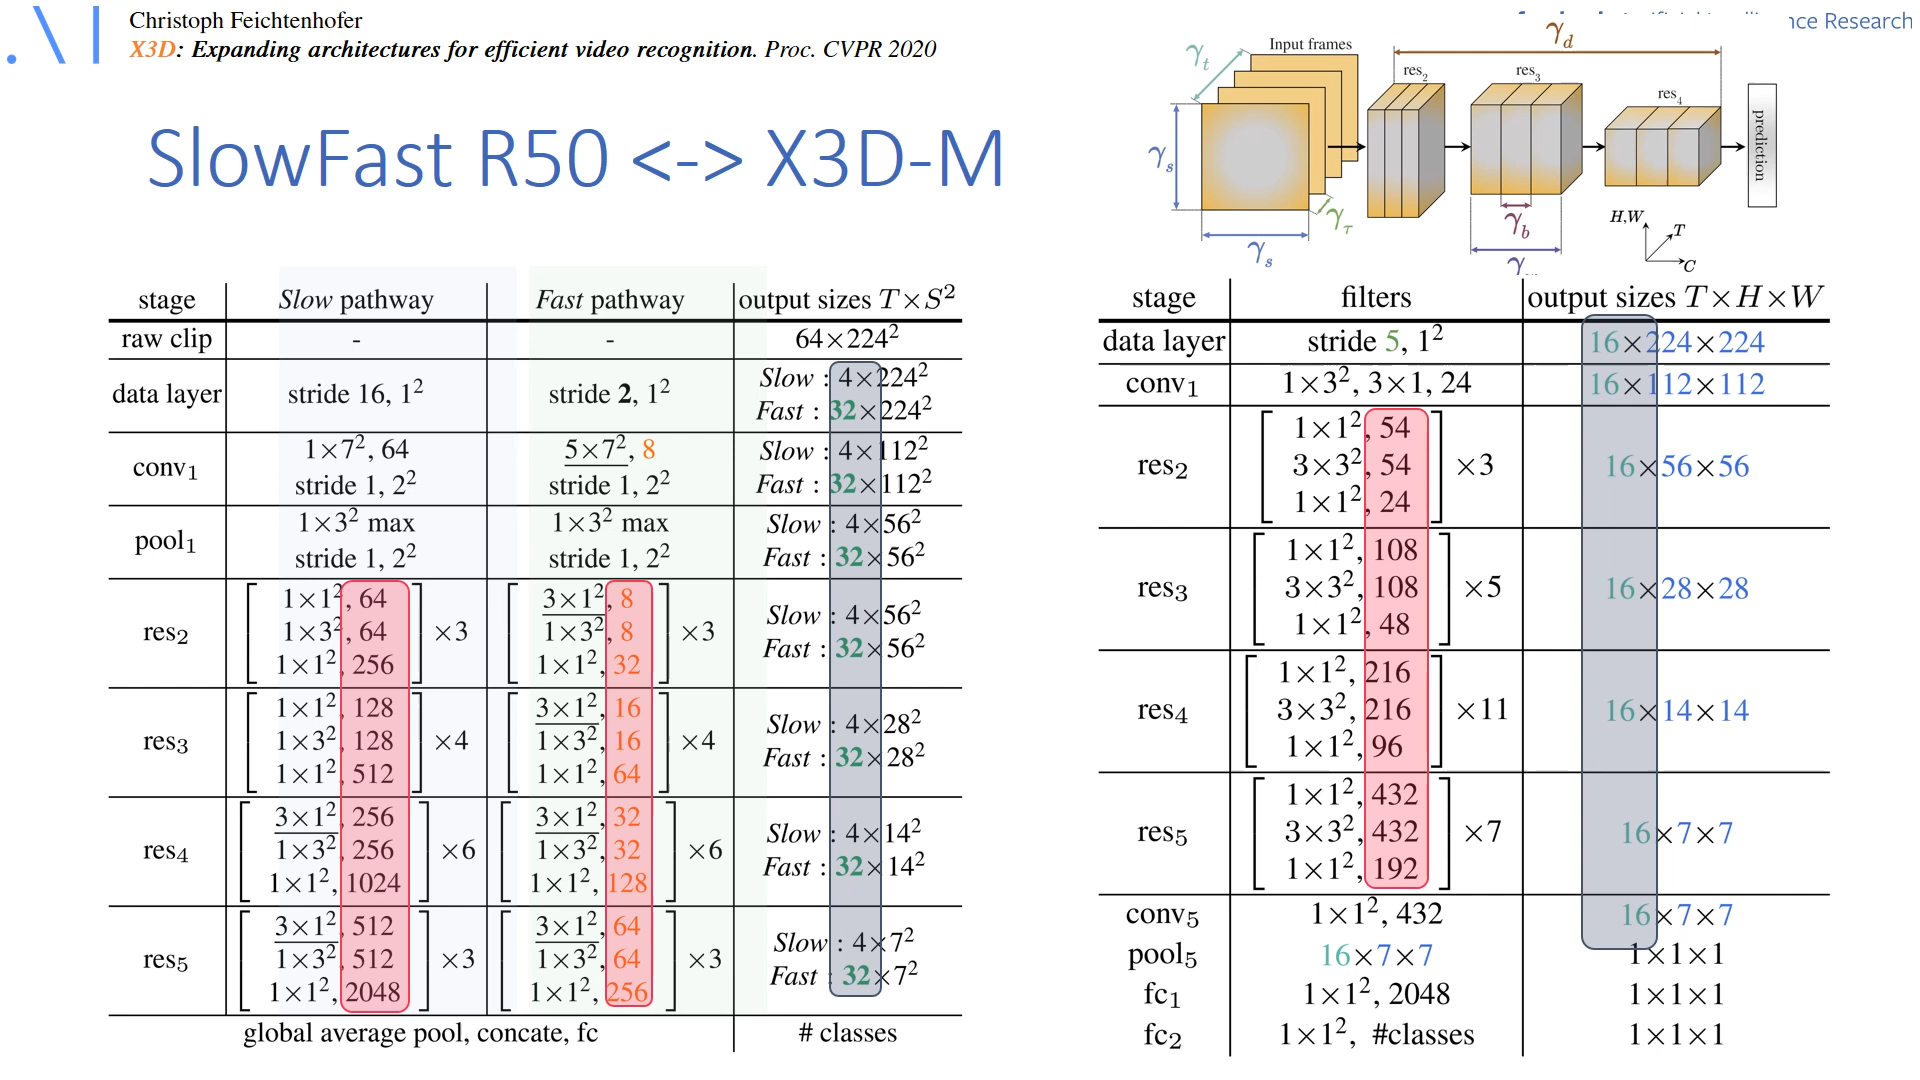 Christoph Feichtenhofer
X3D: Expanding architectures for efficient video recognition. Proc. CVPR 2020
nce Research
SlowFast R50 <-> X3D-M
γt
Input frames
γd
res2
res3
res4
prediction
γs
γτ
γs
γb
H,W
T
C
stage Slow pathway Fast pathway output sizes T×S²
raw clip - - 64×224²
data layer stride 16, 1² stride 2, 1² Slow : 4×224²
Fast : 32×224²
conv₁ 1×7², 64 5×7², 8 Slow : 4×112²
stride 1, 2² stride 1, 2² Fast : 32×112²
pool₁ 1×3² max 1×3² max Slow : 4×56²
stride 1, 2² stride 1, 2² Fast : 32×56²
res₂ [1×1², 64 [3×1², 8 Slow : 4×56²
1×3², 64 ×3 1×3², 8 ×3
1×1², 256] 1×1², 32] Fast : 32×56²
res₃ [1×1², 128 [3×1², 16 Slow : 4×28²
1×3², 128 ×4 1×3², 16 ×4
1×1², 512] 1×1², 64] Fast : 32×28²
res₄ [3×1², 256 [3×1², 32 Slow : 4×14²
1×3², 256 ×6 1×3², 32 ×6
1×1², 1024] 1×1², 128] Fast : 32×14²
res₅ [3×1², 512 [3×1², 64 Slow : 4×7²
1×3², 512 ×3 1×3², 64 ×3
1×1², 2048] 1×1², 256] Fast : 32×7²
global average pool, concate, fc # classes
stage filters output sizes T×H×W
data layer stride 5, 1² 16×224×224
conv₁ 1×3², 3×1, 24 16×112×112
res₂ [1×1², 54
3×3², 54 ×3 16×56×56
1×1², 24]
res₃ [1×1², 108
3×3², 108 ×5 16×28×28
1×1², 48]
res₄ [1×1², 216
3×3², 216 ×11 16×14×14
1×1², 96]
res₅ [1×1², 432
3×3², 432 ×7 16×7×7
1×1², 192]
conv₅ 1×1², 432 16×7×7
pool₅ 16×7×7 1×1×1
fc₁ 1×1², 2048 1×1×1
fc₂ 1×1², #classes 1×1×1